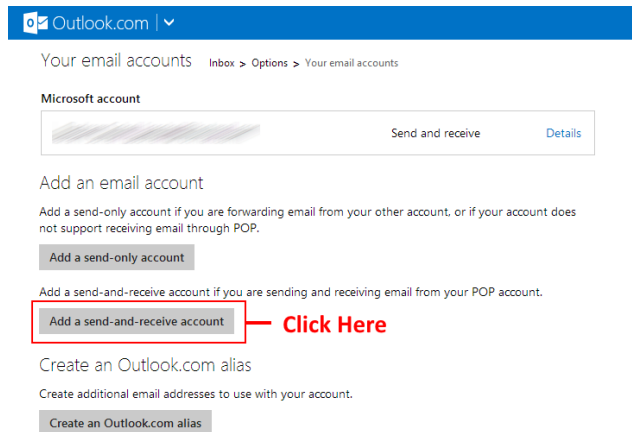 Outlook.com
Your email accounts Inbox > Options > Your email accounts
Microsoft account
Send and receive Details
Add an email account
Add a send-only account if you are forwarding email from your other account, or if your account does
not support receiving email through POP.
Add a send-only account
Add a send-and-receive account if you are sending and receiving email from your POP account.
Add a send-and-receive account Click Here
Create an Outlook.com alias
Create additional email addresses to use with your account.
Create an Outlook.com alias